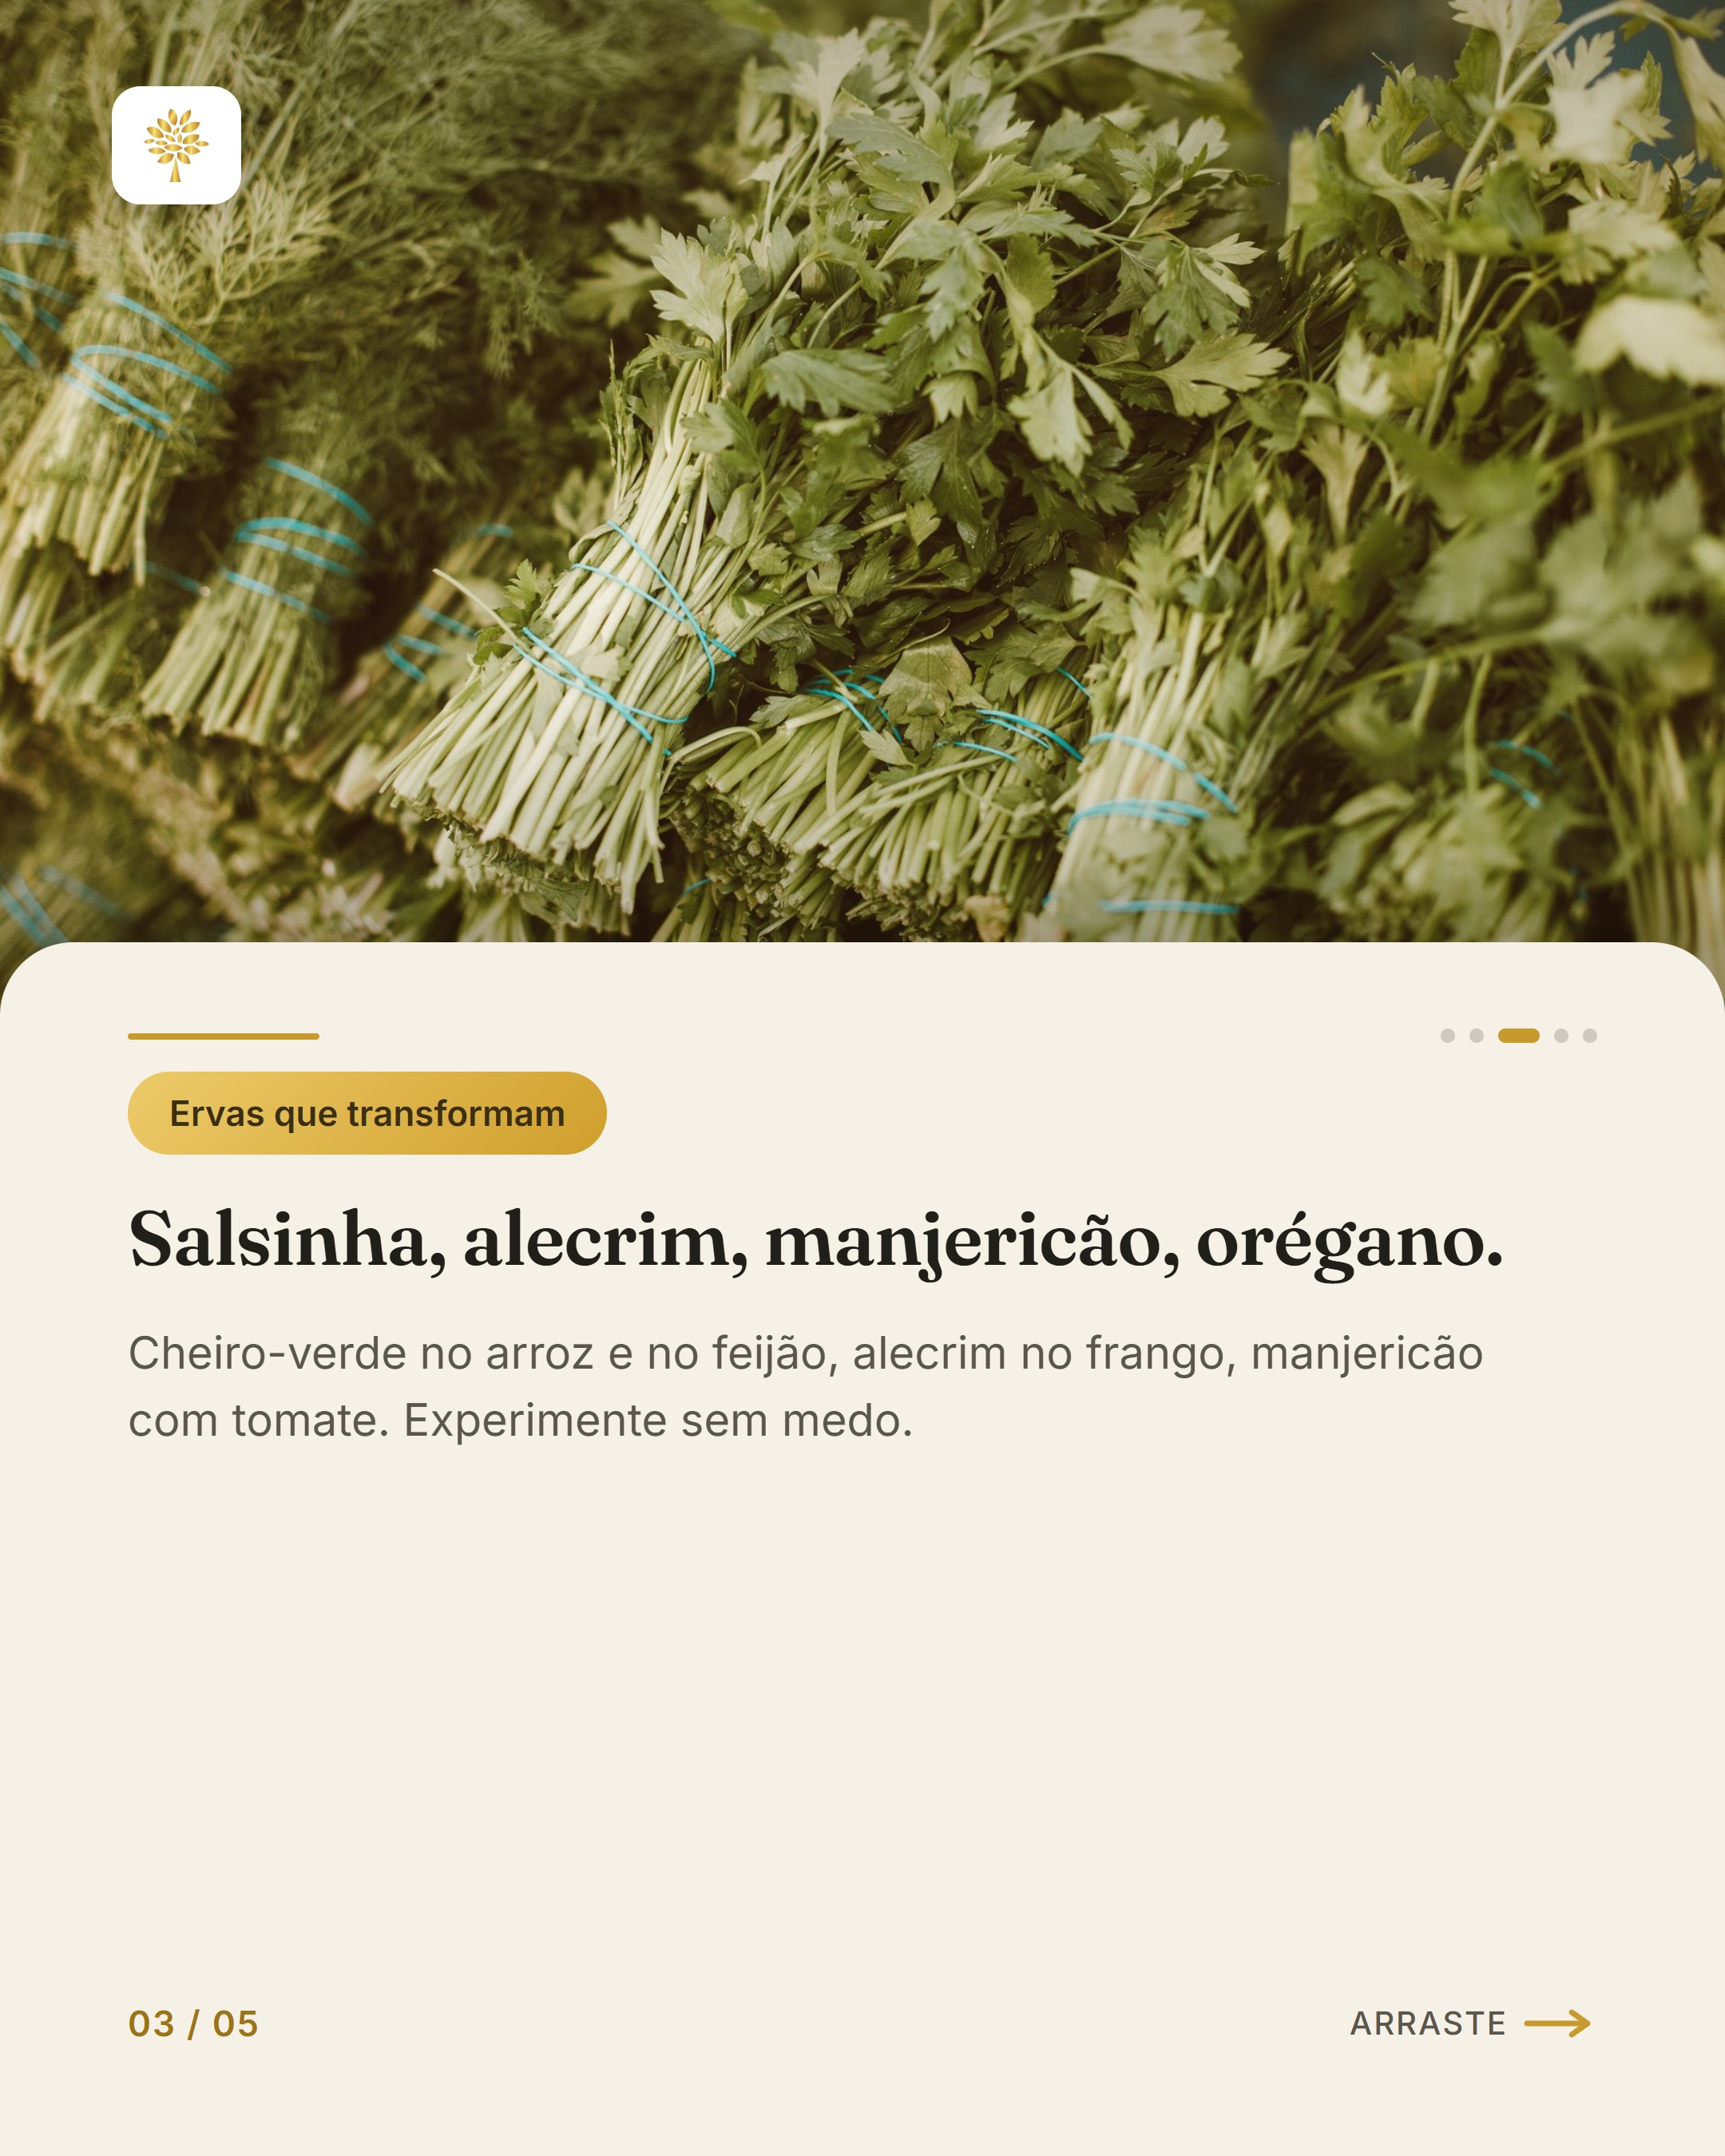 Ervas que transformam
Salsinha, alecrim, manjericão, orégano.
Cheiro-verde no arroz e no feijão, alecrim no frango, manjericão
com tomate. Experimente sem medo.
03 / 05
ARRASTE